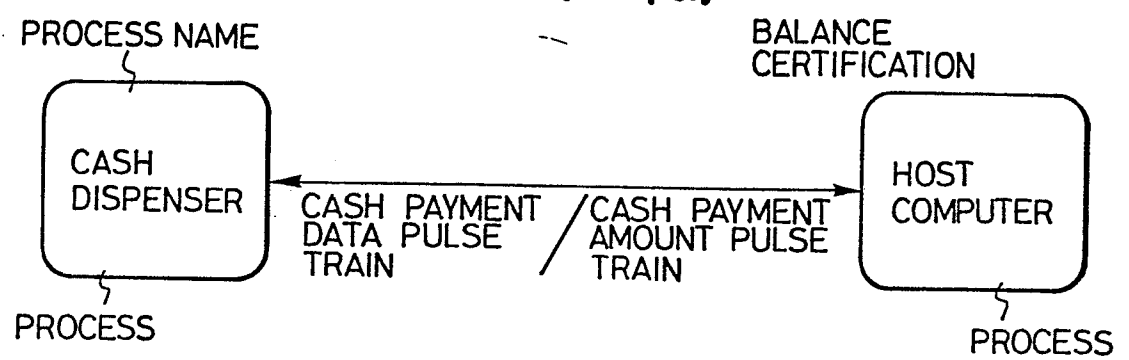 PROCESS NAME
BALANCE
CERTIFICATION
CASH
DISPENSER
CASH PAYMENT
DATA PULSE
TRAIN
/
CASH PAYMENT
AMOUNT PULSE
TRAIN
HOST
COMPUTER
PROCESS
PROCESS